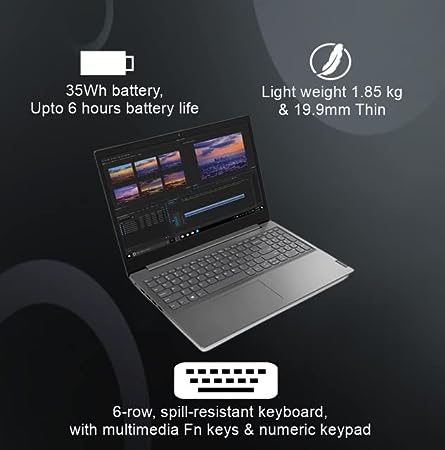 35Wh battery,
Upto 6 hours battery life
Light weight 1.85 kg
& 19.9mm Thin
6-row, spill-resistant keyboard,
with multimedia Fn keys & numeric keypad